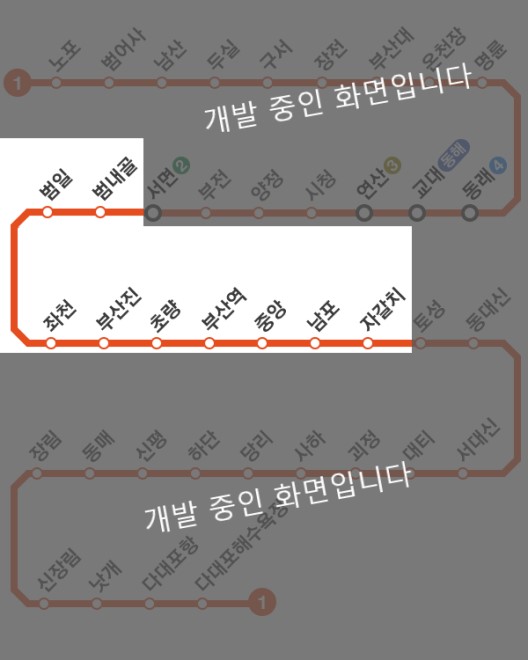 노포 범어사 남산 두실 구서 장전 부산대 온천장 명륜
1
개발 중인 화면입니다
범일 범내골 서면 2 부전 양정 시청 연산 3 교대 동해 동래 4
좌천 부산진 초량 부산역 중앙 남포 자갈치 토성 동대신
장림 동매 신평 하단 당리 사하 괴정 대티 서대신
개발 중인 화면입니다
신장림 낫개 다대포항 다대포해수욕장
1